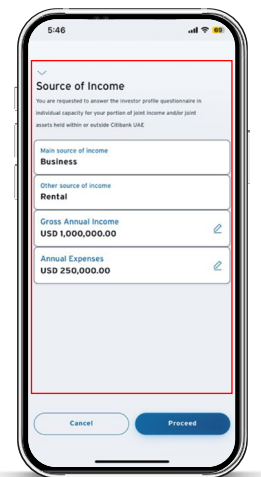 5:46
69
Source of Income
You are requested to answer the investor profile questionnaire in
individual capacity for your portion of joint income and/or joint
assets held within or outside Citibank UAE
Main source of income
Business
Other source of income
Rental
Gross Annual Income
USD 1,000,000.00
Annual Expenses
USD 250,000.00
Cancel
Proceed